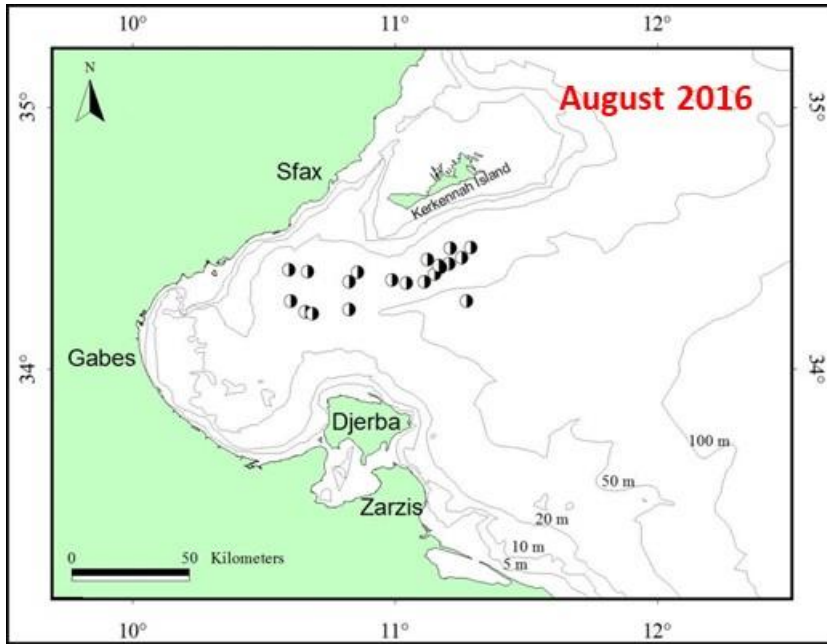 10°
11°
12°
N
August 2016
35°
35°
Sfax
Kerkennah Island
Gabes
34°
34°
Djerba
100 m
50 m
Zarzis
20 m
10 m
5 m
0
50 Kilometers
10°
11°
12°